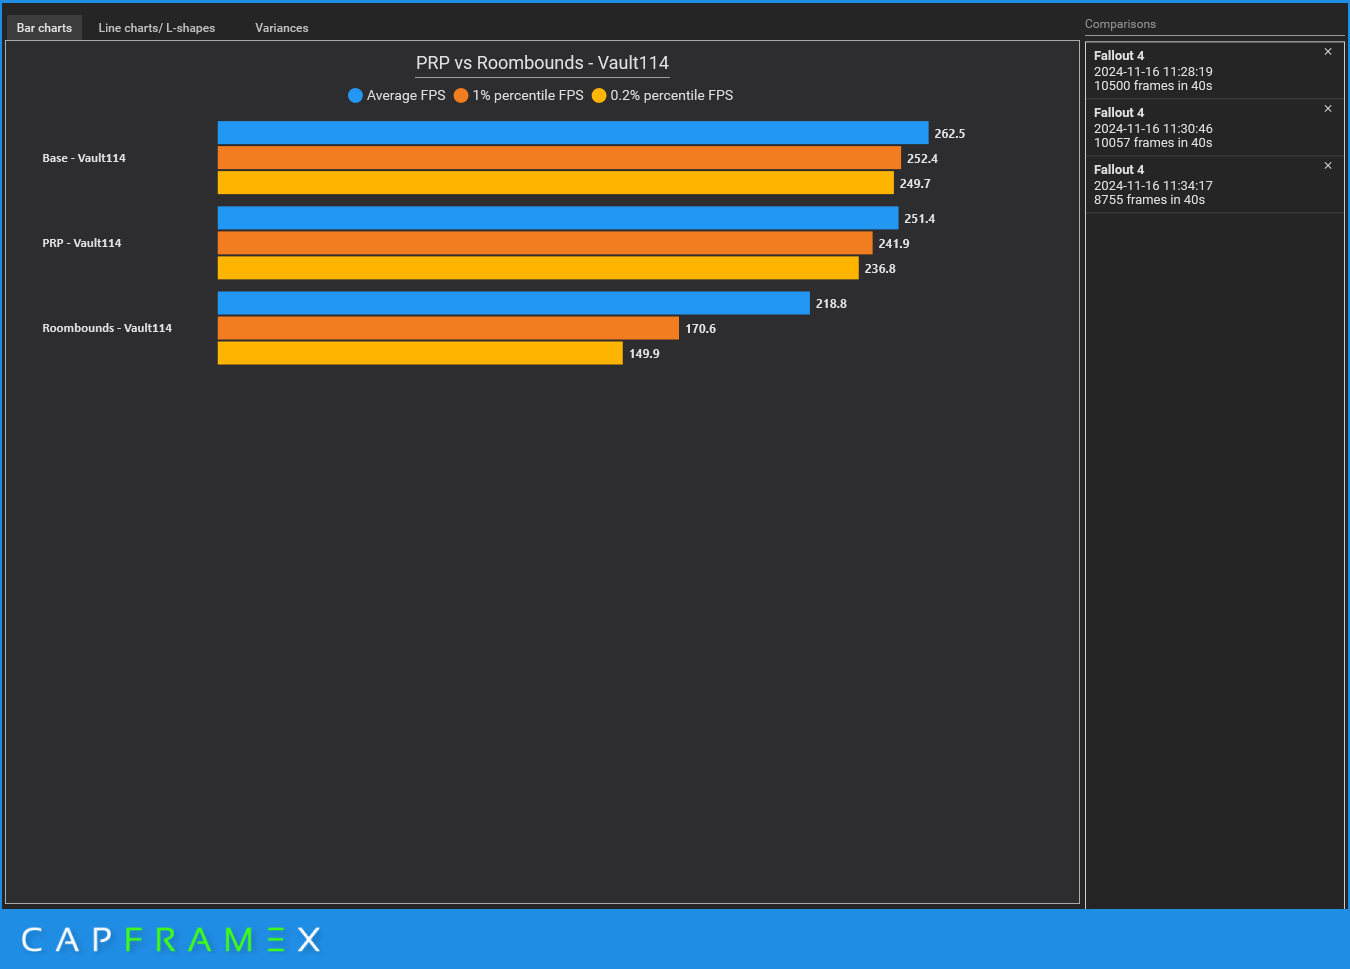 Bar charts
Line charts/ L-shapes
Variances
PRP vs Roombounds - Vault114
Average FPS
1% percentile FPS
0.2% percentile FPS
Base - Vault114
262.5
252.4
249.7
PRP - Vault114
251.4
241.9
236.8
Roombounds - Vault114
218.8
170.6
149.9
Comparisons
Fallout 4
2024-11-16 11:28:19
10500 frames in 40s
Fallout 4
2024-11-16 11:30:46
10057 frames in 40s
Fallout 4
2024-11-16 11:34:17
8755 frames in 40s
CAPFRAMEX